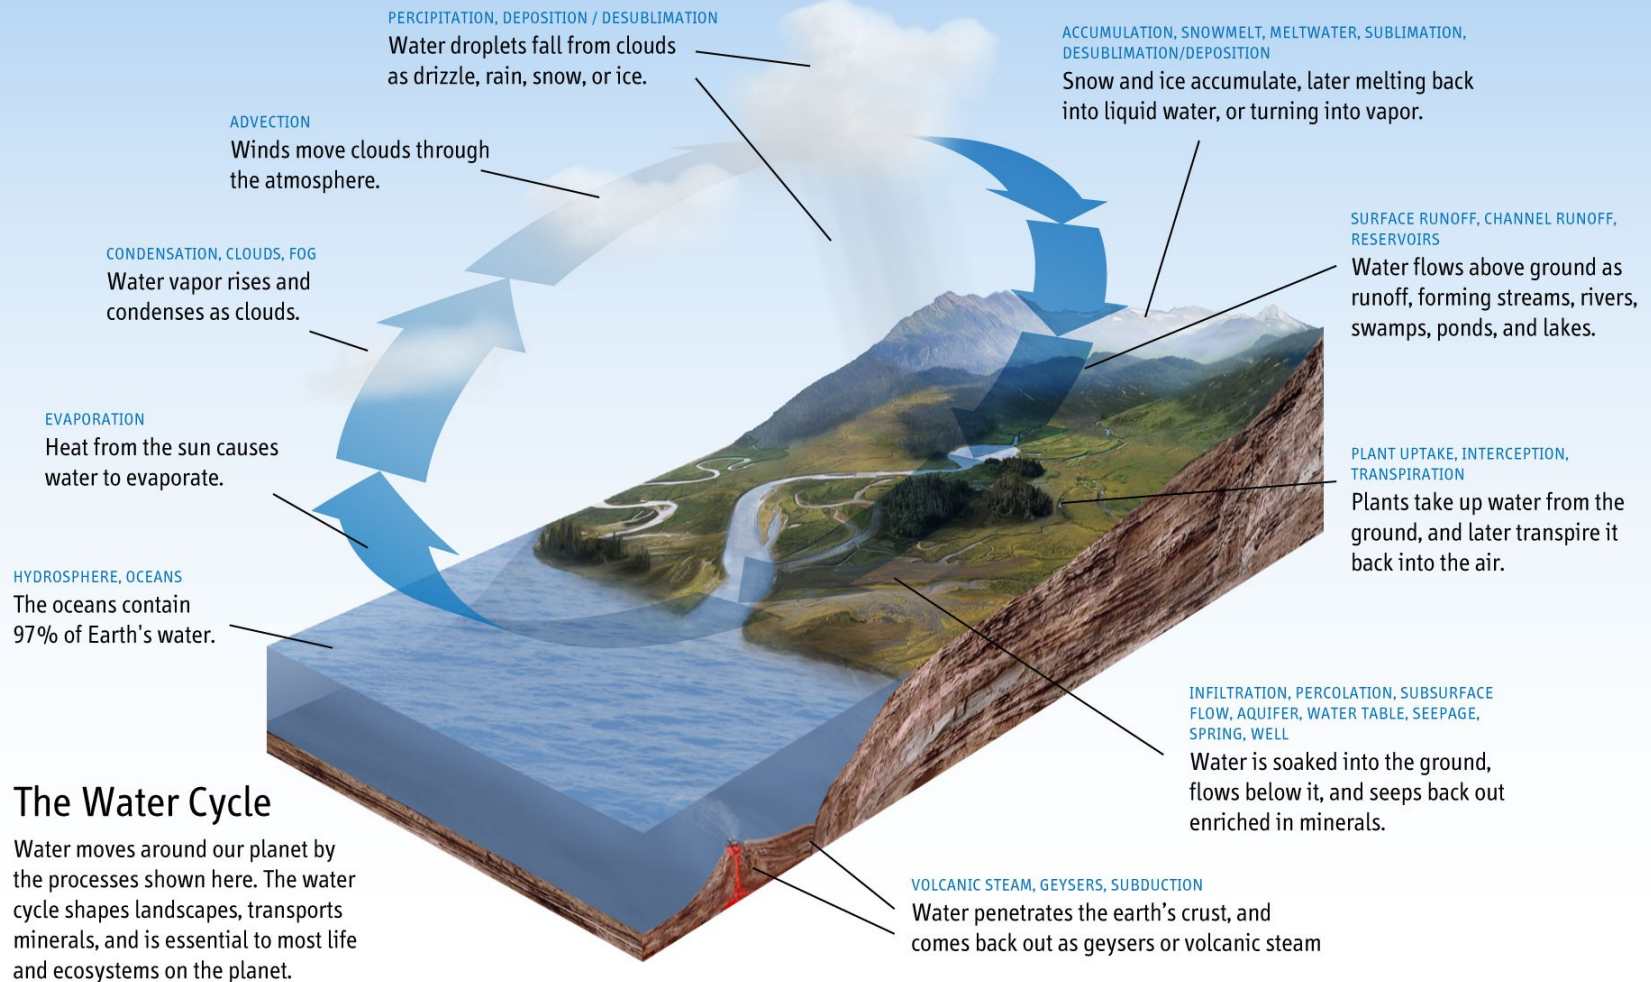 PERCIPITATION, DEPOSITION / DESUBLIMATION
Water droplets fall from clouds
as drizzle, rain, snow, or ice.
ACCUMULATION, SNOWMELT, MELTWATER, SUBLIMATION,
DESUBLIMATION/DEPOSITION
Snow and ice accumulate, later melting back
into liquid water, or turning into vapor.
ADVECTION
Winds move clouds through
the atmosphere.
SURFACE RUNOFF, CHANNEL RUNOFF,
RESERVOIRS
Water flows above ground as
runoff, forming streams, rivers,
swamps, ponds, and lakes.
CONDENSATION, CLOUDS, FOG
Water vapor rises and
condenses as clouds.
EVAPORATION
Heat from the sun causes
water to evaporate.
PLANT UPTAKE, INTERCEPTION,
TRANSPIRATION
Plants take up water from the
ground, and later transpire it
back into the air.
HYDROSPHERE, OCEANS
The oceans contain
97% of Earth's water.
INFILTRATION, PERCOLATION, SUBSURFACE
FLOW, AQUIFER, WATER TABLE, SEEPAGE,
SPRING, WELL
Water is soaked into the ground,
flows below it, and seeps back out
enriched in minerals.
The Water Cycle
Water moves around our planet by
the processes shown here. The water
cycle shapes landscapes, transports
minerals, and is essential to most life
and ecosystems on the planet.
VOLCANIC STEAM, GEYSERS, SUBDUCTION
Water penetrates the earth’s crust, and
comes back out as geysers or volcanic steam